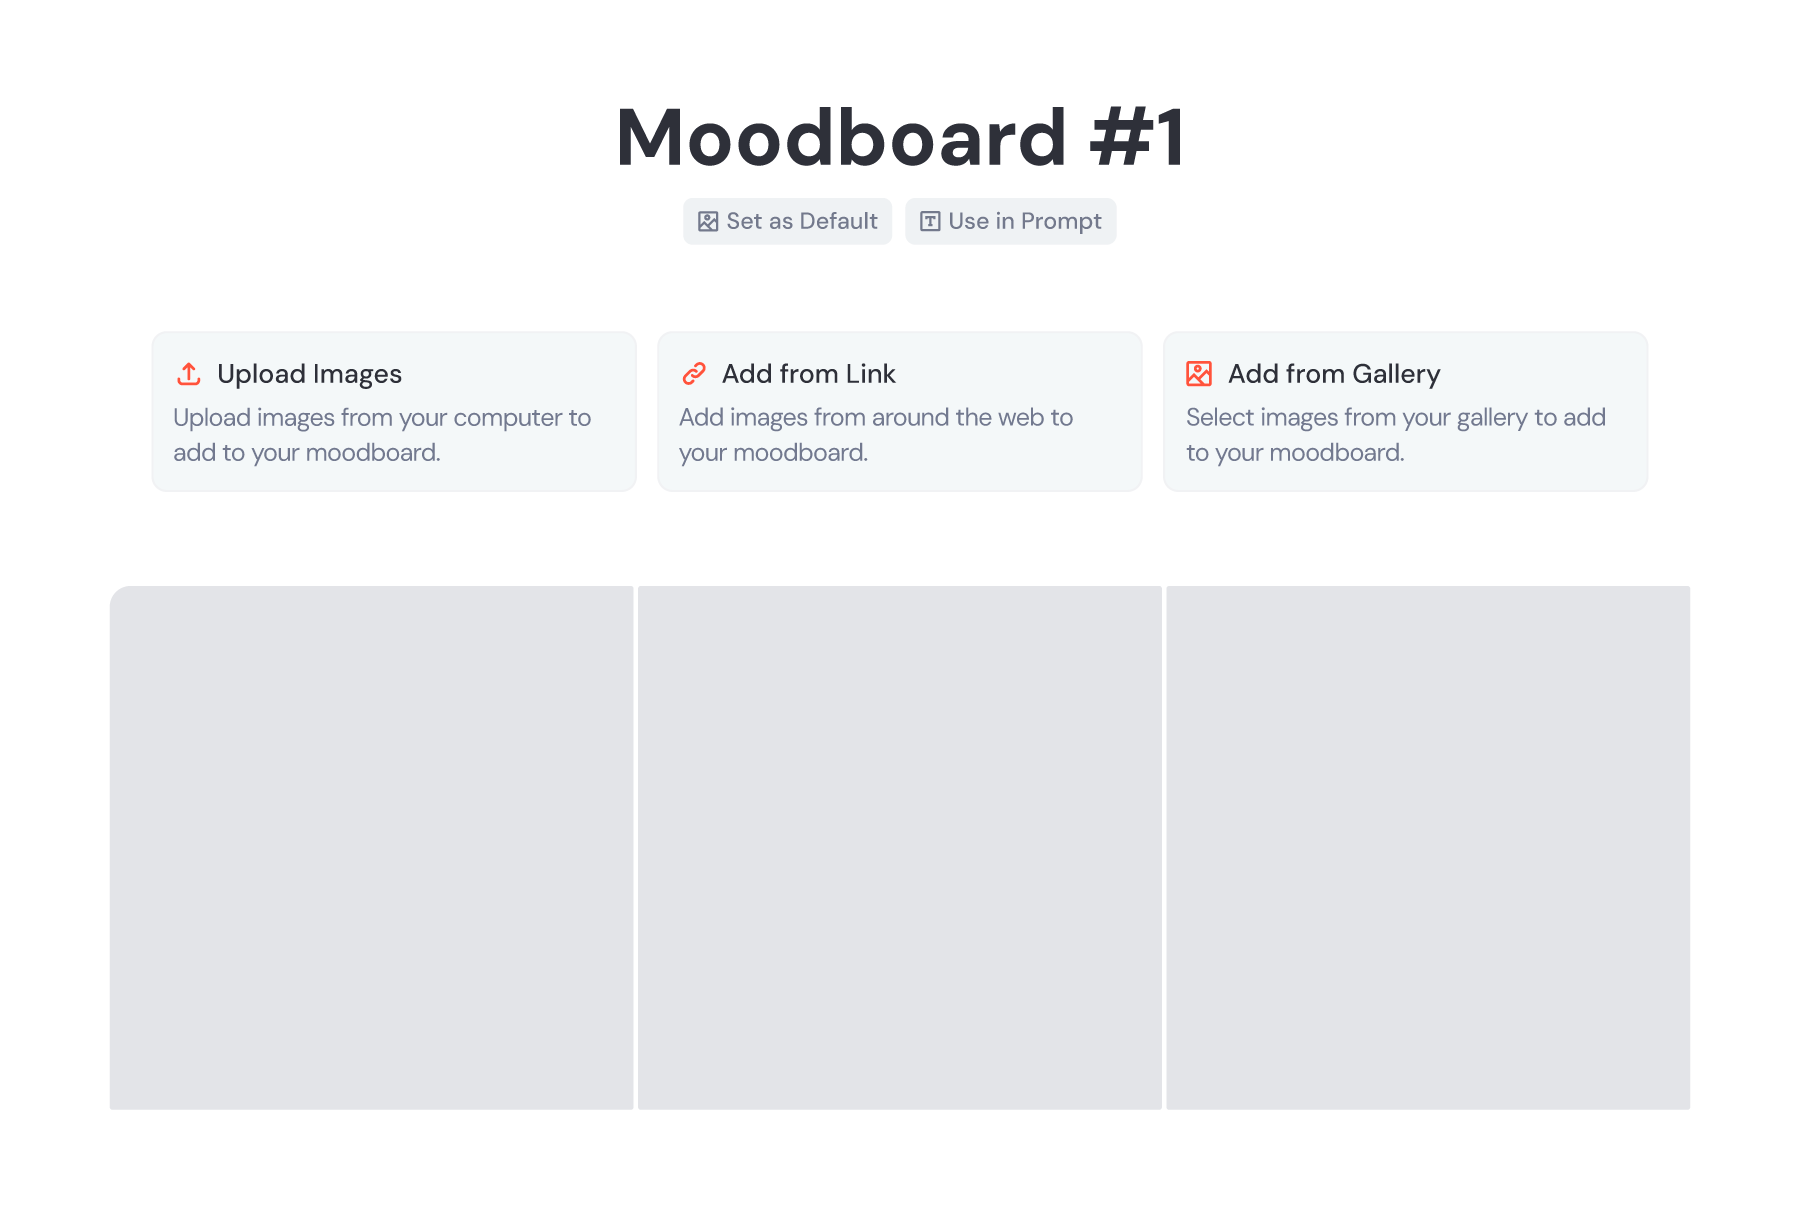 Moodboard #1
Set as Default
Use in Prompt
Upload Images
Upload images from your computer to
add to your moodboard.
Add from Link
Add images from around the web to
your moodboard.
Add from Gallery
Select images from your gallery to add
to your moodboard.